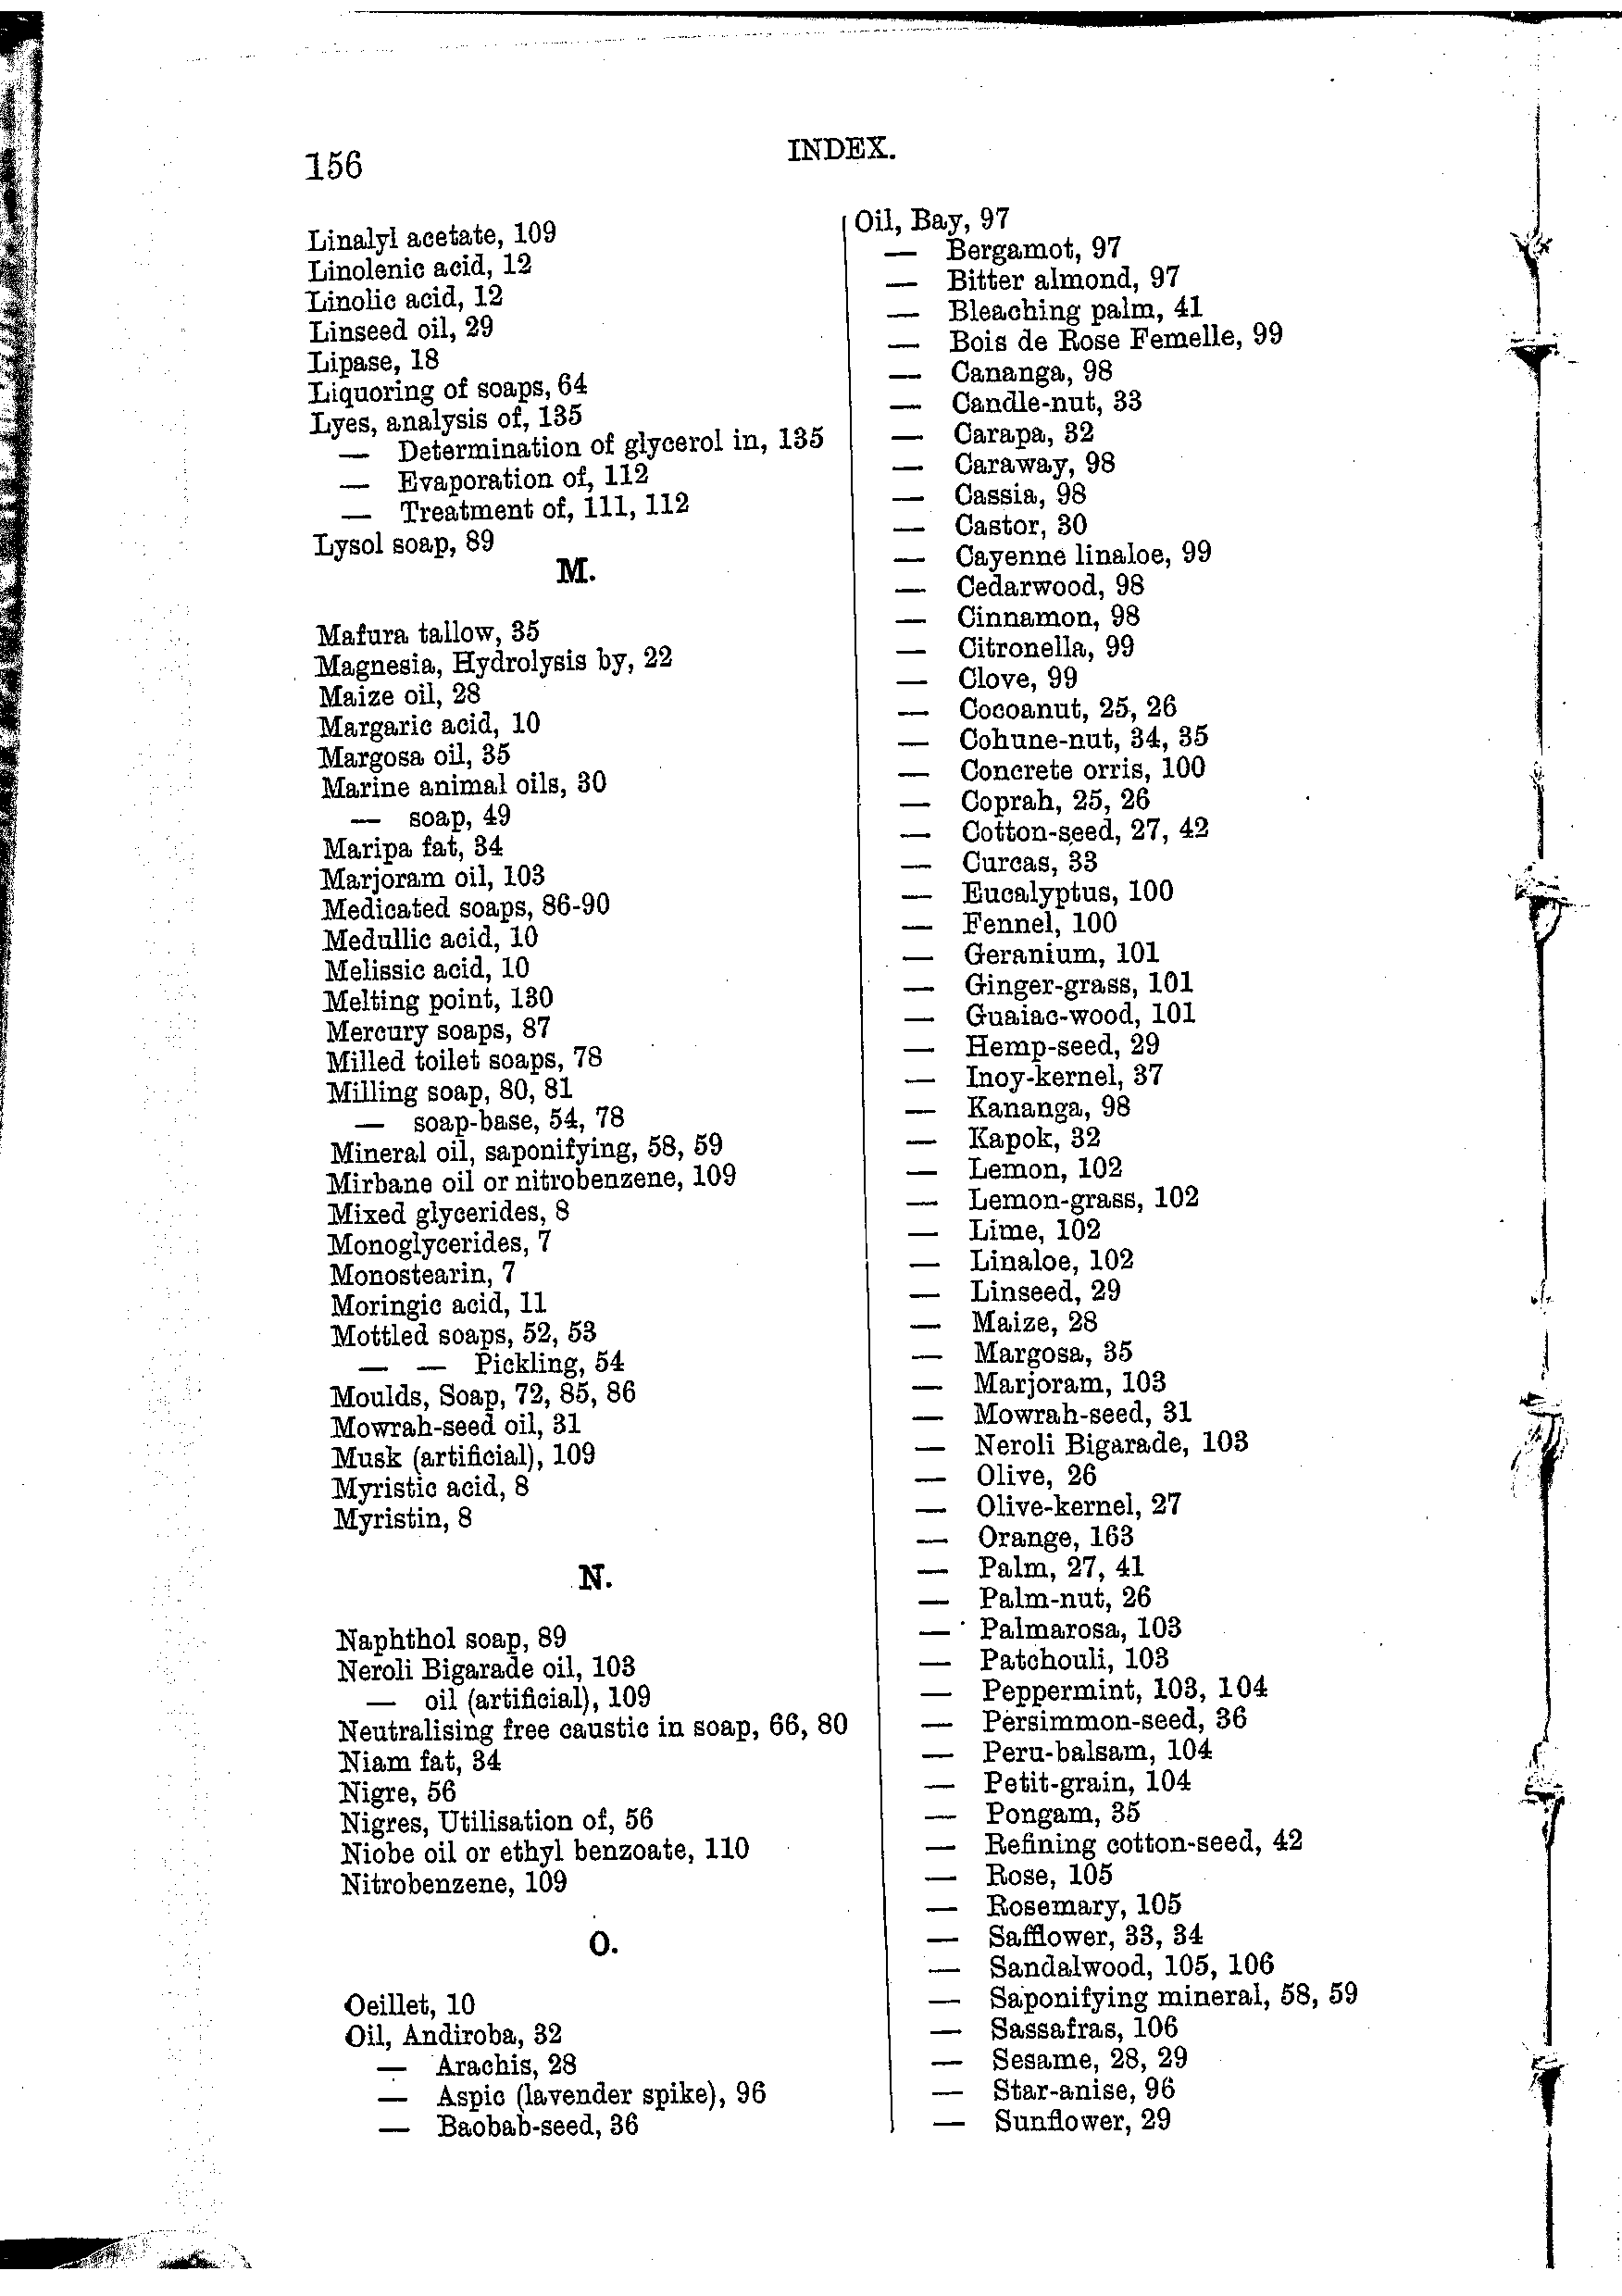 156
INDEX.
Linalyl acetate, 109
Linolenic acid, 12
Linolic acid, 12
Linseed oil, 29
Lipase, 18
Liquoring of soaps, 64
Lyes, analysis of, 135
— Determination of glycerol in, 135
— Evaporation of, 112
— Treatment of, 111, 112
Lysol soap, 89
M.
Mafura tallow, 35
Magnesia, Hydrolysis by, 22
Maize oil, 28
Margaric acid, 10
Margosa oil, 35
Marine animal oils, 30
— soap, 49
Maripa fat, 34
Marjoram oil, 103
Medicated soaps, 86-90
Medullic acid, 10
Melissic acid, 10
Melting point, 130
Mercury soaps, 87
Milled toilet soaps, 78
Milling soap, 80, 81
— soap-base, 54, 78
Mineral oil, saponifying, 58, 59
Mirbane oil or nitrobenzene, 109
Mixed glycerides, 8
Monoglycerides, 7
Monostearin, 7
Moringic acid, 11
Mottled soaps, 52, 53
— — Pickling, 54
Moulds, Soap, 72, 85, 86
Mowrah-seed oil, 31
Musk (artificial), 109
Myristic acid, 8
Myristin, 8
N.
Naphthol soap, 89
Neroli Bigarade oil, 103
— oil (artificial), 109
Neutralising free caustic in soap, 66, 80
Niam fat, 34
Nigre, 56
Nigres, Utilisation of, 56
Niobe oil or ethyl benzoate, 110
Nitrobenzene, 109
O.
Oeillet, 10
Oil, Andiroba, 32
— Arachis, 28
— Aspic (lavender spike), 96
— Baobab-seed, 36
Oil, Bay, 97
— Bergamot, 97
— Bitter almond, 97
— Bleaching palm, 41
— Bois de Rose Femelle, 99
— Cananga, 98
— Candle-nut, 33
— Carapa, 32
— Caraway, 98
— Cassia, 98
— Castor, 30
— Cayenne linaloe, 99
— Cedarwood, 98
— Cinnamon, 98
— Citronella, 99
— Clove, 99
— Cocoanut, 25, 26
— Cohune-nut, 34, 35
— Concrete orris, 100
— Coprah, 25, 26
— Cotton-seed, 27, 42
— Curcas, 33
— Eucalyptus, 100
— Fennel, 100
— Geranium, 101
— Ginger-grass, 101
— Guaiac-wood, 101
— Hemp-seed, 29
— Inoy-kernel, 37
— Kananga, 98
— Kapok, 32
— Lemon, 102
— Lemon-grass, 102
— Lime, 102
— Linaloe, 102
— Linseed, 29
— Maize, 28
— Margosa, 35
— Marjoram, 103
— Mowrah-seed, 31
— Neroli Bigarade, 103
— Olive, 26
— Olive-kernel, 27
— Orange, 163
— Palm, 27, 41
— Palm-nut, 26
— Palmarosa, 103
— Patchouli, 103
— Peppermint, 103, 104
— Persimmon-seed, 36
— Peru-balsam, 104
— Petit-grain, 104
— Pongam, 35
— Refining cotton-seed, 42
— Rose, 105
— Rosemary, 105
— Safflower, 33, 34
— Sandalwood, 105, 106
— Saponifying mineral, 58, 59
— Sassafras, 106
— Sesame, 28, 29
— Star-anise, 96
— Sunflower, 29